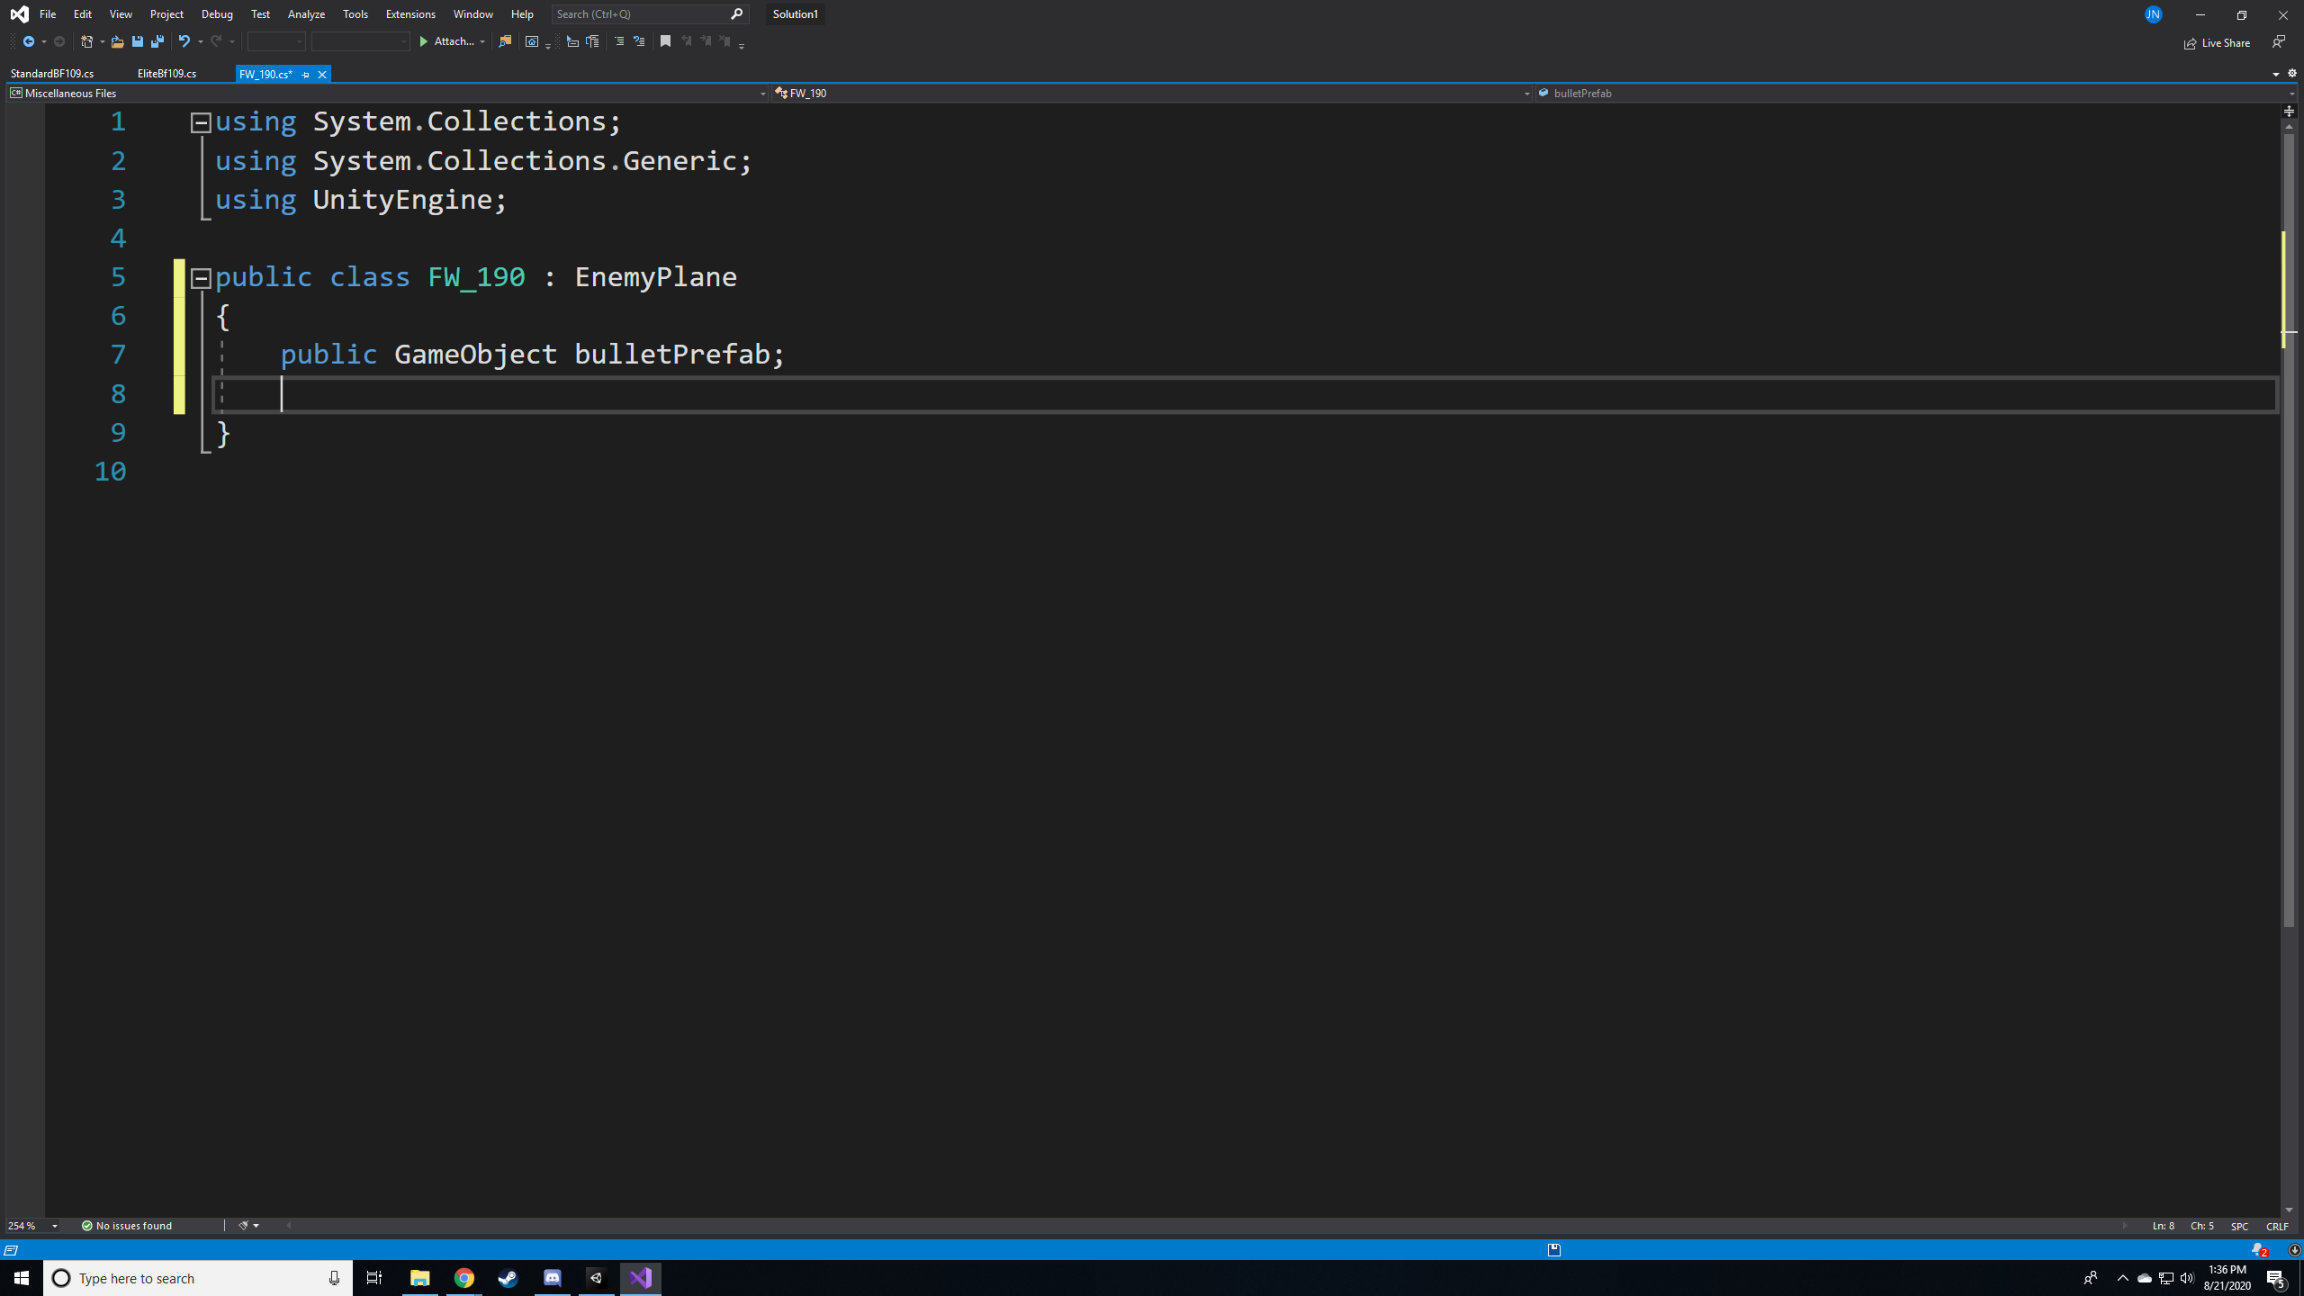 File Edit View Project Debug Test Analyze Tools Extensions Window Help Search (Ctrl+Q) Solution1 JN
Attach... Live Share
StandardBF109.cs EliteBf109.cs FW_190.cs*
C# Miscellaneous Files FW_190 bulletPrefab
1 using System.Collections;
2 using System.Collections.Generic;
3 using UnityEngine;
4
5 public class FW_190 : EnemyPlane
6 {
7 public GameObject bulletPrefab;
8
9 }
10
254 % No issues found Ln: 8 Ch: 5 SPC CRLF
2
Type here to search 1:36 PM
8/21/2020 5